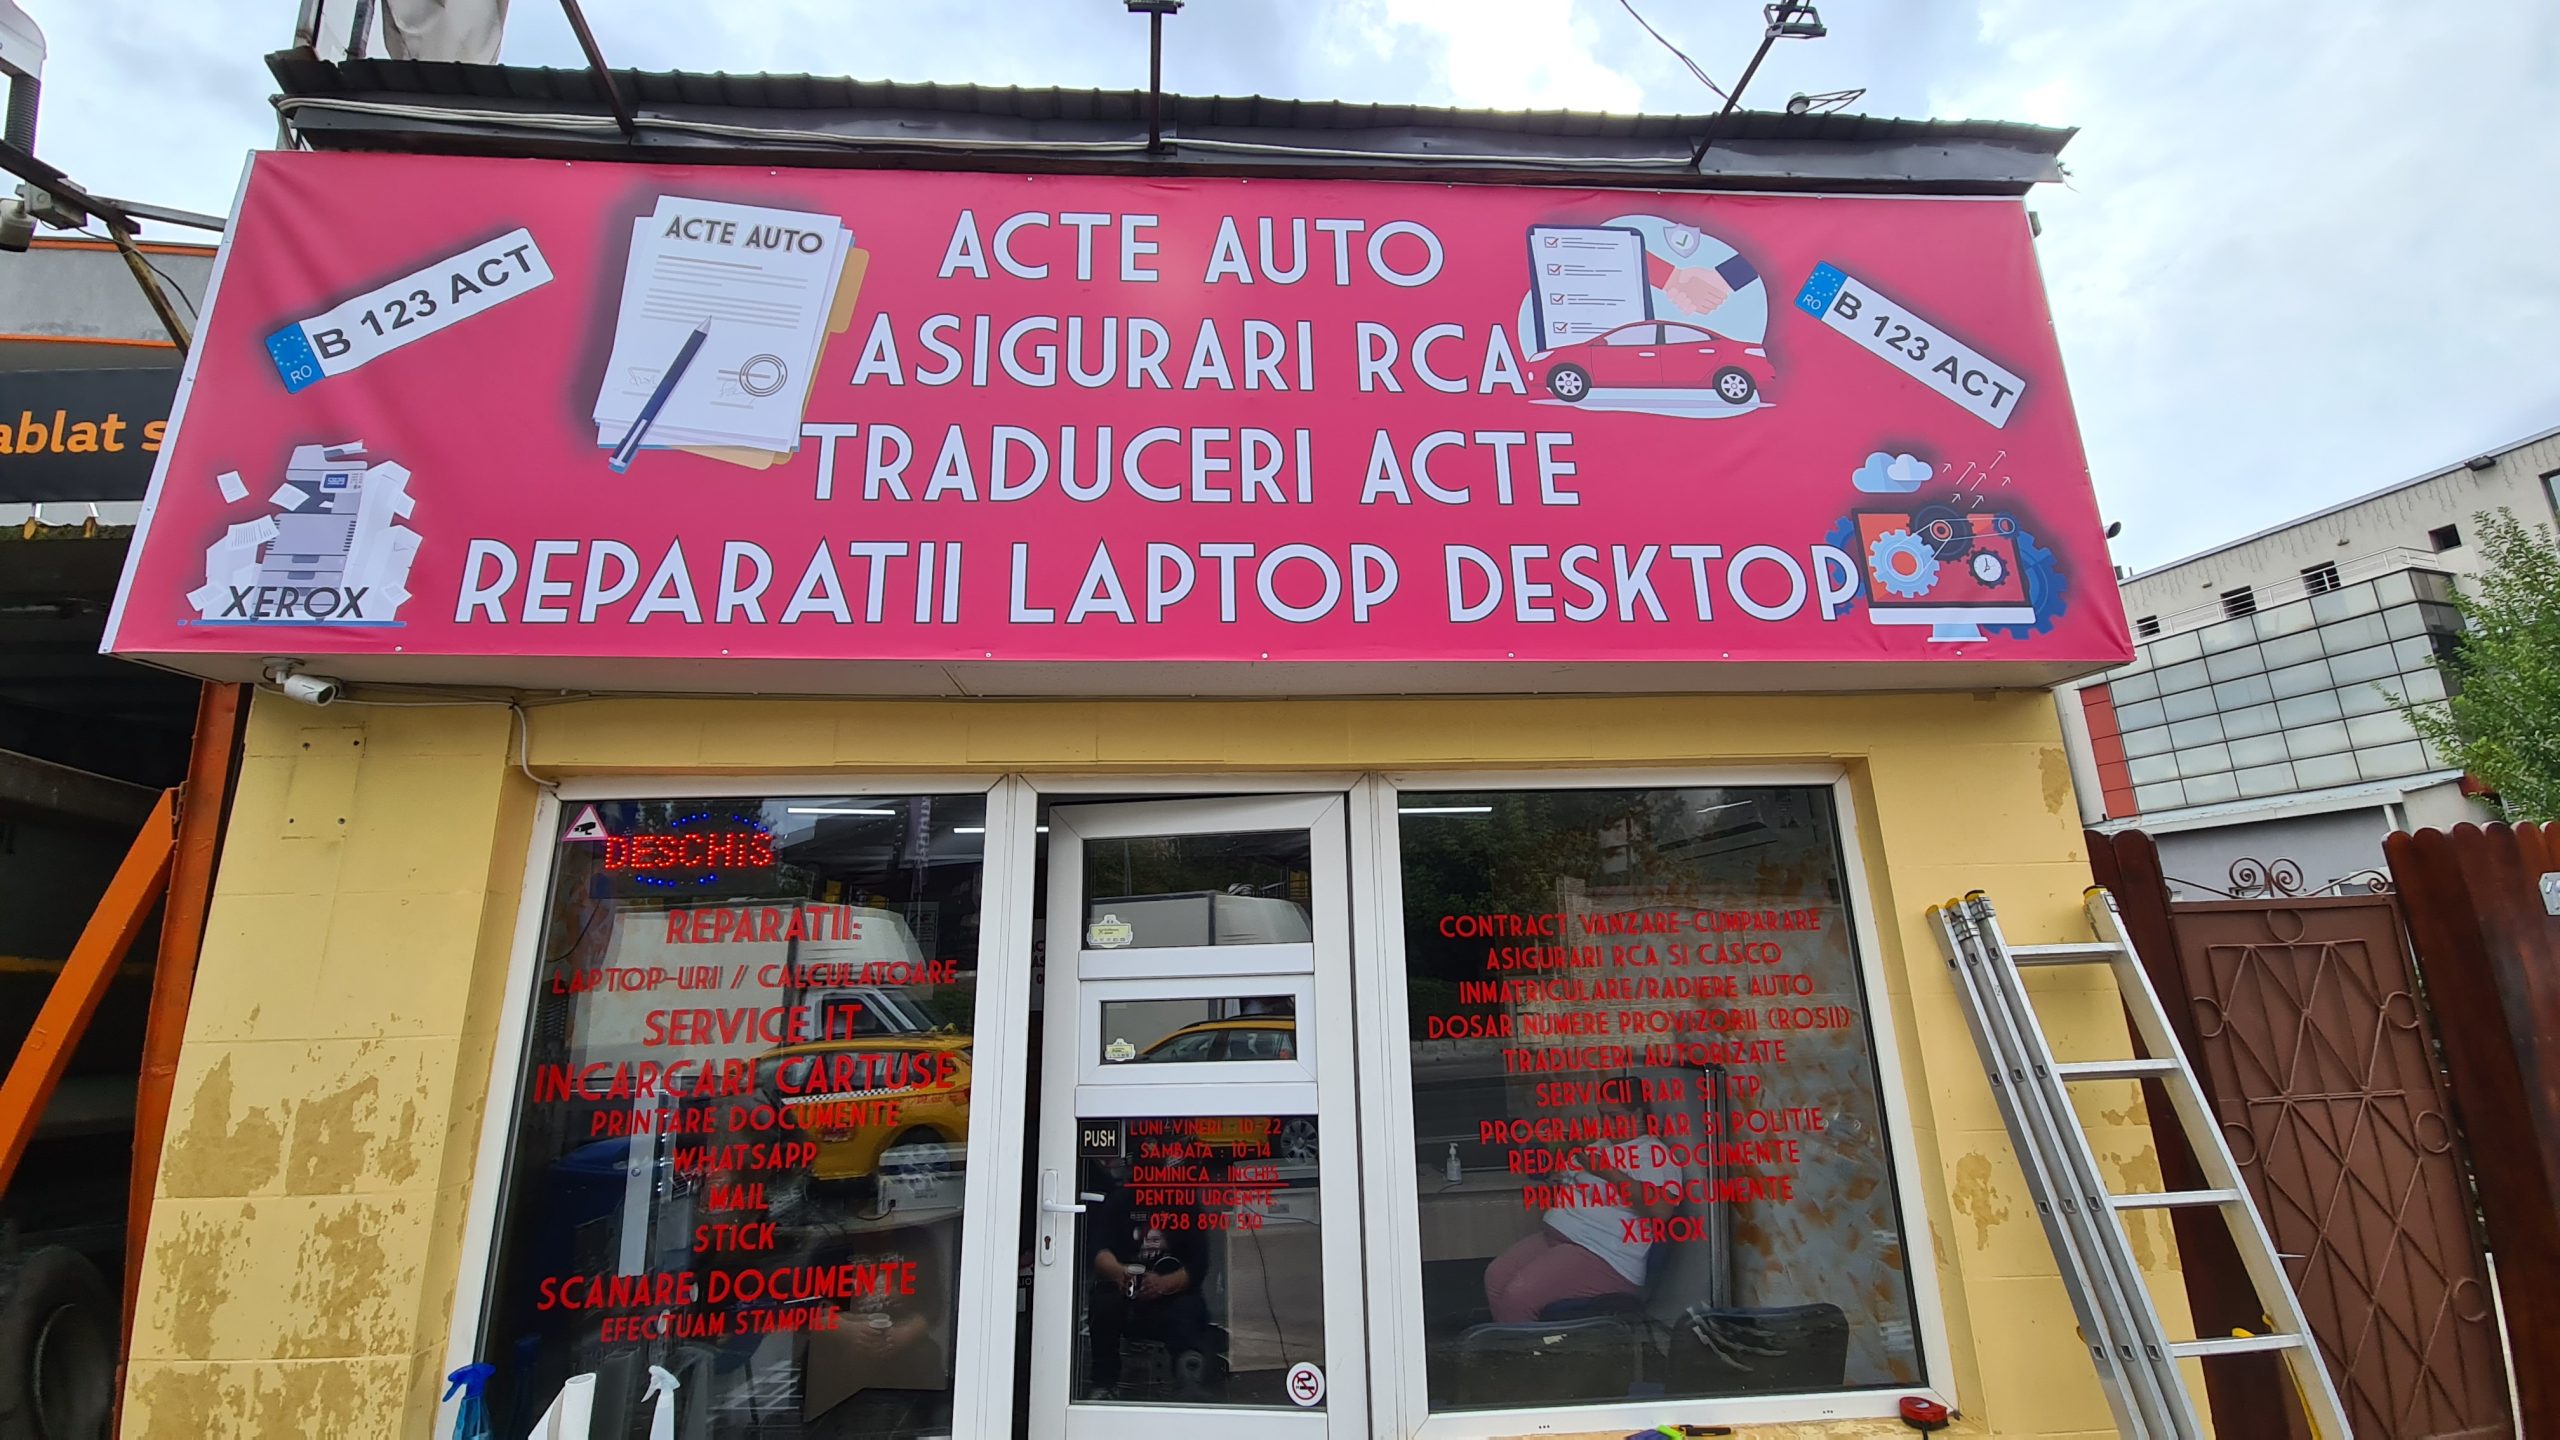 ACTE AUTO
ASIGURARI RCA
TRADUCERI ACTE
REPARATII LAPTOP DESKTOP
RO B 123 ACT
ACTE AUTO
RO B 123 ACT
XEROX
ablat s
DESCHIS
REPARATII:
LAPTOP-URI // CALCULATOARE
SERVICE IT
INCARCARI CARTUSE
PRINTARE DOCUMENTE
WHATSAPP
MAIL
STICK
SCANARE DOCUMENTE
EFECTUAM STAMPILE
PUSH
LUNI-VINERI : 10-22
SAMBATA : 10-14
DUMINICA : INCHIS
PENTRU URGENTE:
0738 890 510
CONTRACT VANZARE-CUMPARARE
ASIGURARI RCA SI CASCO
INMATRICULARE/RADIERE AUTO
DOSAR NUMERE PROVIZORII (ROSII)
TRADUCERI AUTORIZATE
SERVICII RAR SI ITP
PROGRAMARI RAR SI POLITIE
REDACTARE DOCUMENTE
PRINTARE DOCUMENTE
XEROX